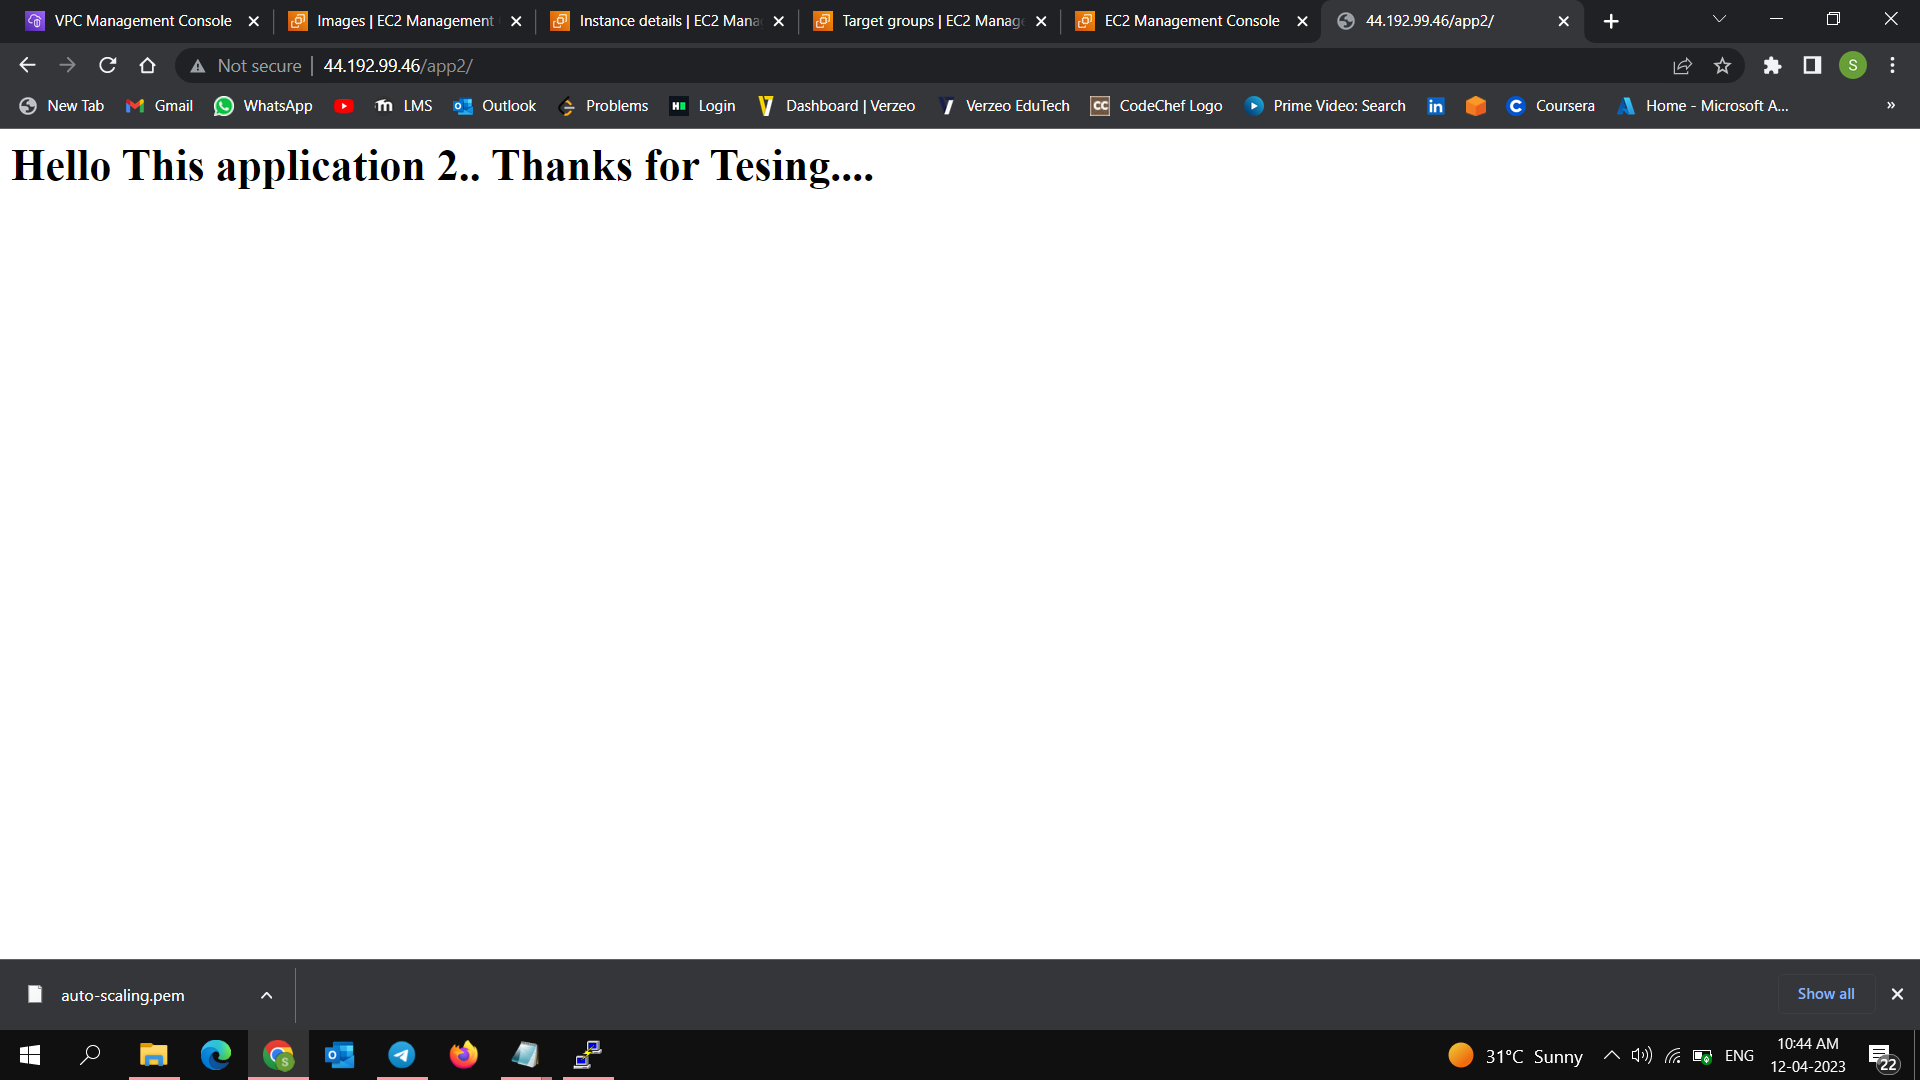 VPC Management Console
Images | EC2 Management
Instance details | EC2 Mana
Target groups | EC2 Manage
EC2 Management Console
44.192.99.46/app2/
Not secure
44.192.99.46/app2/
S
New Tab
Gmail
WhatsApp
LMS
Outlook
Problems
Login
Dashboard | Verzeo
Verzeo EduTech
CC
CodeChef Logo
Prime Video: Search
in
Coursera
Home - Microsoft A...
»
Hello This application 2.. Thanks for Tesing....
auto-scaling.pem
Show all
31°C Sunny
ENG
10:44 AM
12-04-2023
22